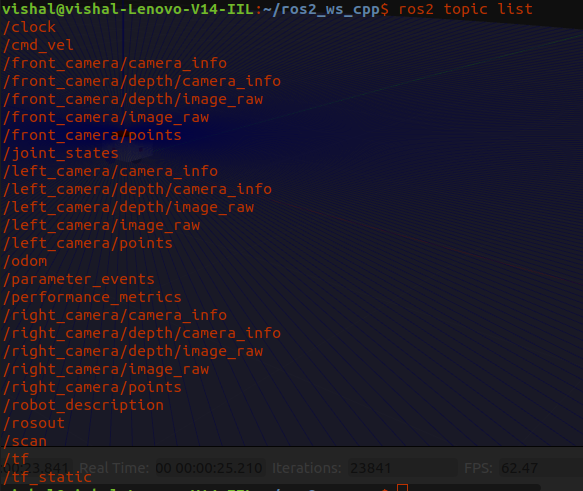 vishal@vishal-Lenovo-V14-IIL:~/ros2_ws_cpp$ ros2 topic list
/clock
/cmd_vel
/front_camera/camera_info
/front_camera/depth/camera_info
/front_camera/depth/image_raw
/front_camera/image_raw
/front_camera/points
/joint_states
/left_camera/camera_info
/left_camera/depth/camera_info
/left_camera/depth/image_raw
/left_camera/image_raw
/left_camera/points
/odom
/parameter_events
/performance_metrics
/right_camera/camera_info
/right_camera/depth/camera_info
/right_camera/depth/image_raw
/right_camera/image_raw
/right_camera/points
/robot_description
/rosout
/scan
/tf
Real Time: 00 00:00:25.210 Iterations: 23841 FPS: 62.47
/tf_static